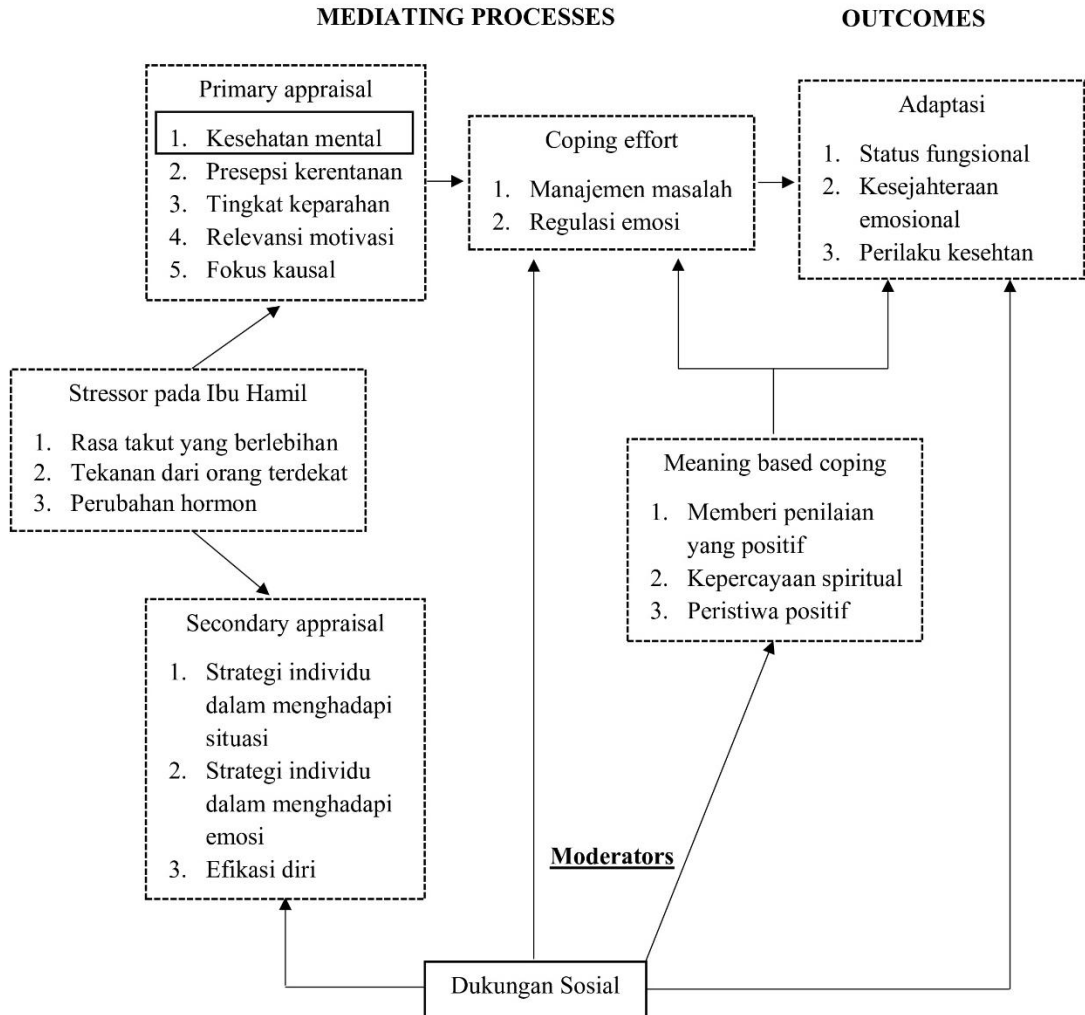 MEDIATING PROCESSES
OUTCOMES
Primary appraisal
1. Kesehatan mental
2. Presepsi kerentanan
3. Tingkat keparahan
4. Relevansi motivasi
5. Fokus kausal
Coping effort
1. Manajemen masalah
2. Regulasi emosi
Adaptasi
1. Status fungsional
2. Kesejahteraan
emosional
3. Perilaku kesehtan
Stressor pada Ibu Hamil
1. Rasa takut yang berlebihan
2. Tekanan dari orang terdekat
3. Perubahan hormon
Meaning based coping
1. Memberi penilaian
yang positif
2. Kepercayaan spiritual
3. Peristiwa positif
Secondary appraisal
1. Strategi individu
dalam menghadapi
situasi
2. Strategi individu
dalam menghadapi
emosi
3. Efikasi diri
Moderators
Dukungan Sosial